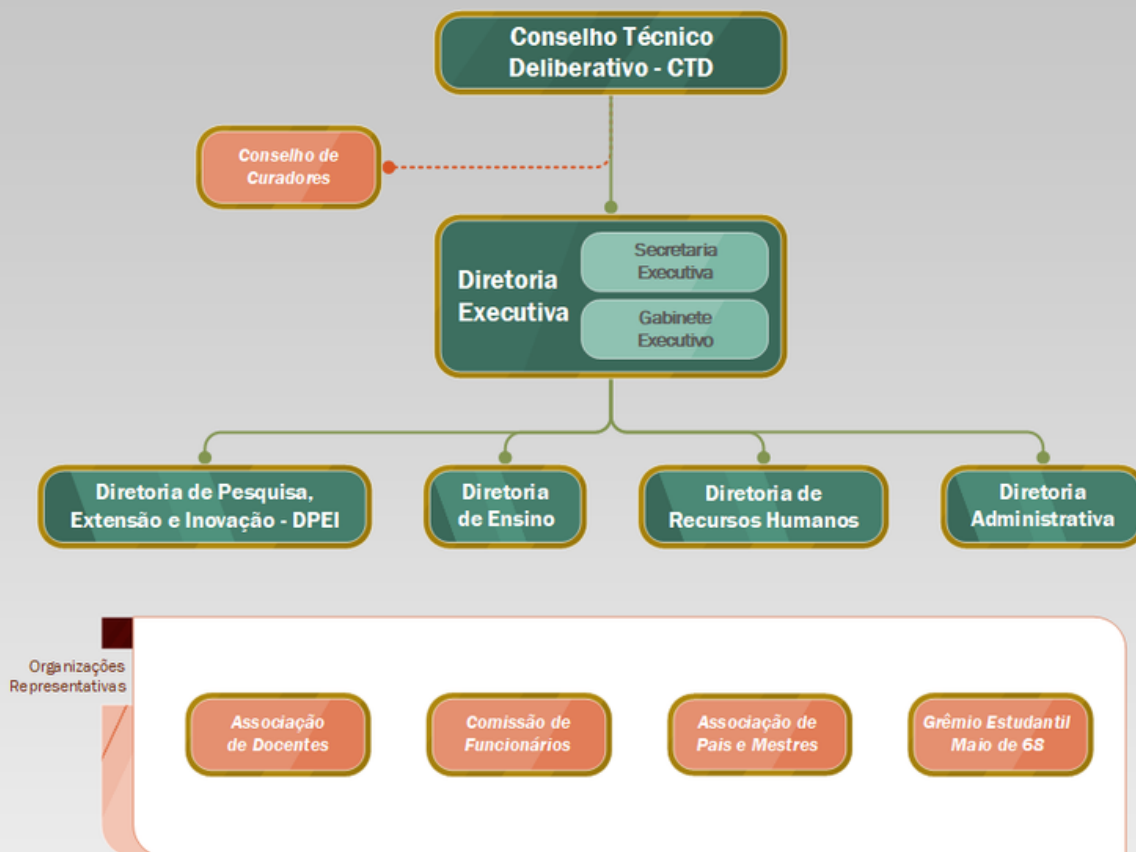 Conselho Técnico
Deliberativo - CTD
Conselho de
Curadores
Diretoria
Executiva
Secretaria
Executiva
Gabinete
Executivo
Diretoria de Pesquisa,
Extensão e Inovação - DPEI
Diretoria
de Ensino
Diretoria de
Recursos Humanos
Diretoria
Administrativa
Organizações
Representativas
Associação
de Docentes
Comissão de
Funcionários
Associação de
Pais e Mestres
Grêmio Estudantil
Maio de 68